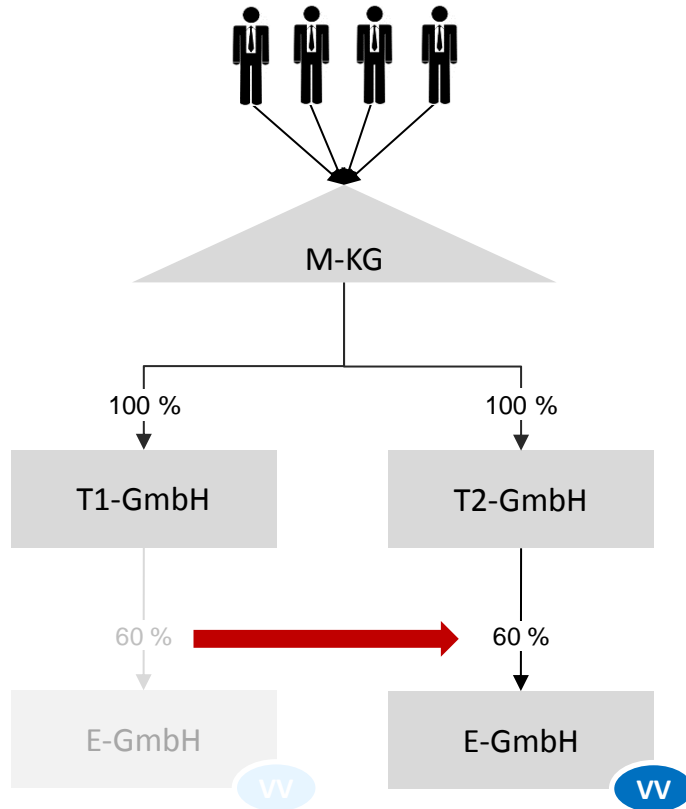 M-KG
100 %
100 %
T1-GmbH
T2-GmbH
60 %
60 %
E-GmbH
E-GmbH
VV
VV